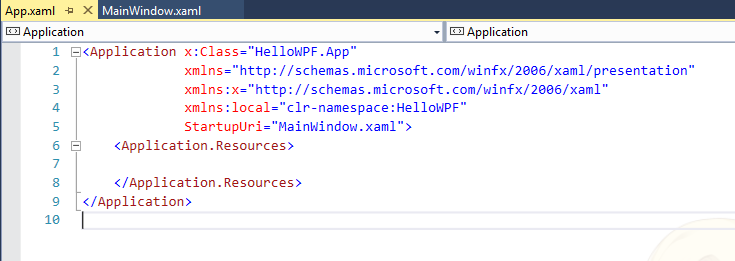 App.xaml MainWindow.xaml
Application Application
1 <Application x:Class="HelloWPF.App"
2 xmlns="http://schemas.microsoft.com/winfx/2006/xaml/presentation"
3 xmlns:x="http://schemas.microsoft.com/winfx/2006/xaml"
4 xmlns:local="clr-namespace:HelloWPF"
5 StartupUri="MainWindow.xaml">
6 <Application.Resources>
7
8 </Application.Resources>
9 </Application>
10